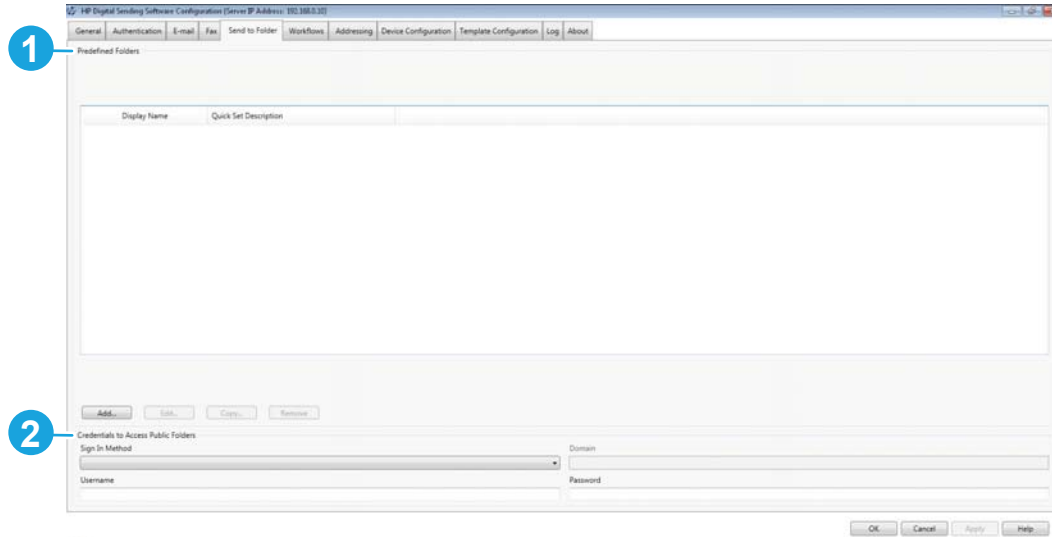 HP Digital Sending Software Configuration (Server IP Address: 192.168.0.10)
General Authentication E-mail Fax Send to Folder Workflows Addressing Device Configuration Template Configuration Log About
1
Predefined Folders
Display Name Quick Set Description
Add... Edit... Copy... Remove
2
Credentials to Access Public Folders
Sign In Method Domain
Username Password
OK Cancel Apply Help